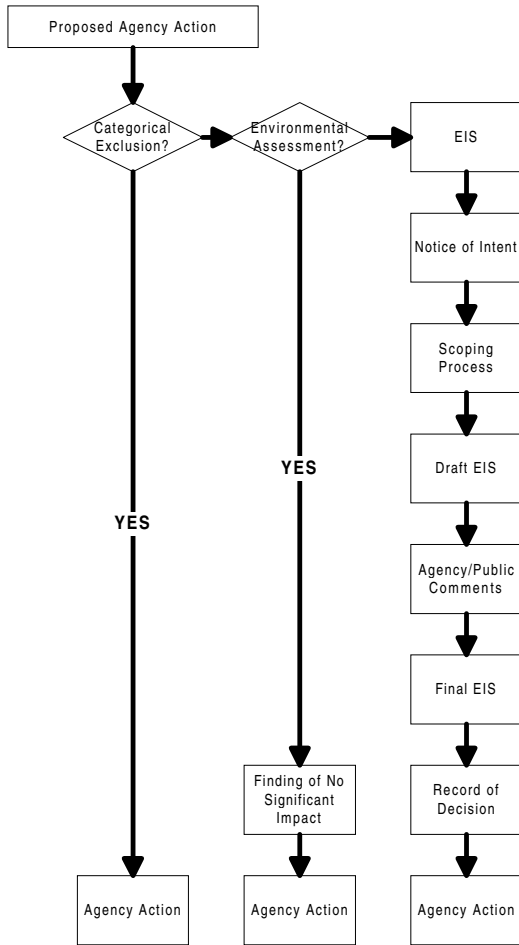 Proposed Agency Action
Categorical
Exclusion?
Environmental
Assessment?
EIS
Notice of Intent
Scoping
Process
Draft EIS
YES
YES
Agency/Public
Comments
Final EIS
Finding of No
Significant
Impact
Record of
Decision
Agency Action
Agency Action
Agency Action